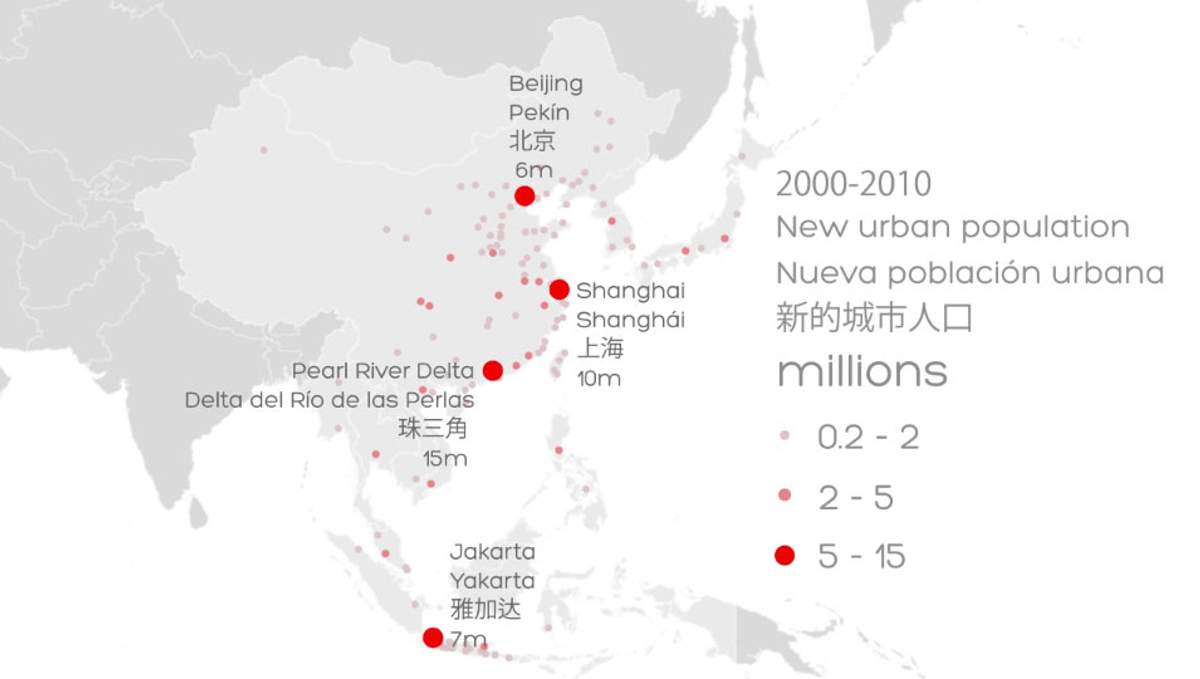 Beijing
Pekín
北京
6m
2000-2010
New urban population
Nueva población urbana
新的城市人口
millions
0.2 - 2
2 - 5
5 - 15
Shanghai
Shanghái
上海
10m
Pearl River Delta
Delta del Río de las Perlas
珠三角
15m
Jakarta
Yakarta
雅加达
7m